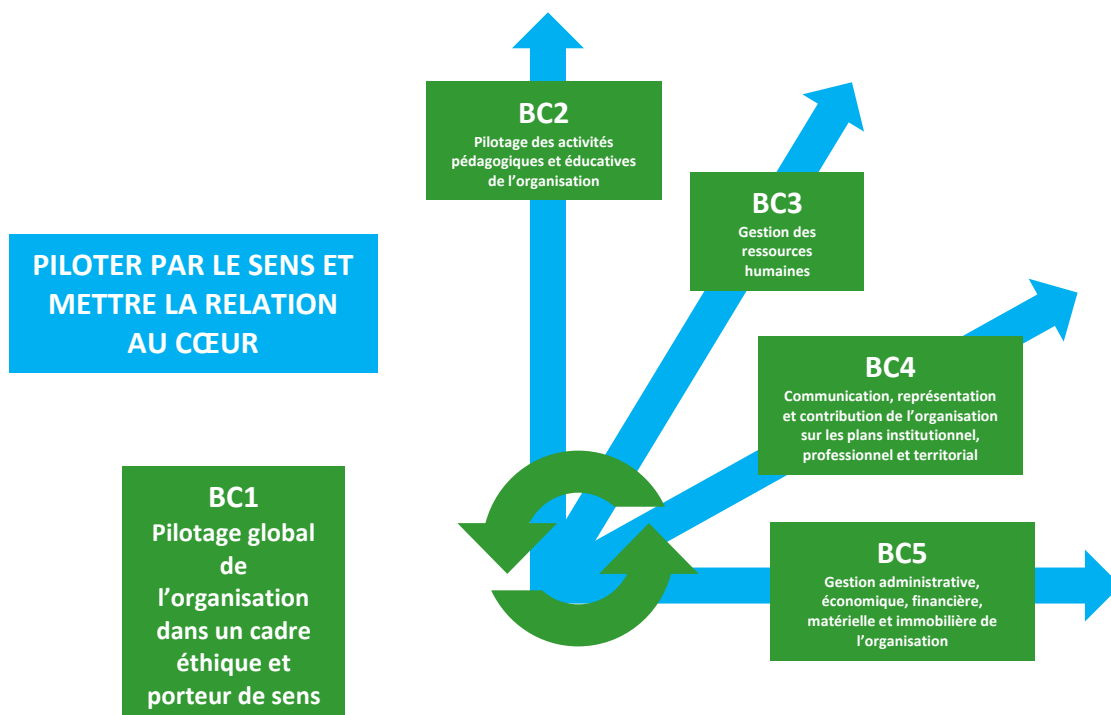 BC2
Pilotage des activités
pédagogiques et éducatives
de l’organisation
BC3
Gestion des
ressources
humaines
PILOTER PAR LE SENS ET
METTRE LA RELATION
AU CŒUR
BC4
Communication, représentation
et contribution de l’organisation
sur les plans institutionnel,
professionnel et territorial
BC1
Pilotage global
de
l’organisation
dans un cadre
éthique et
porteur de sens
BC5
Gestion administrative,
économique, financière,
matérielle et immobilière de
l’organisation